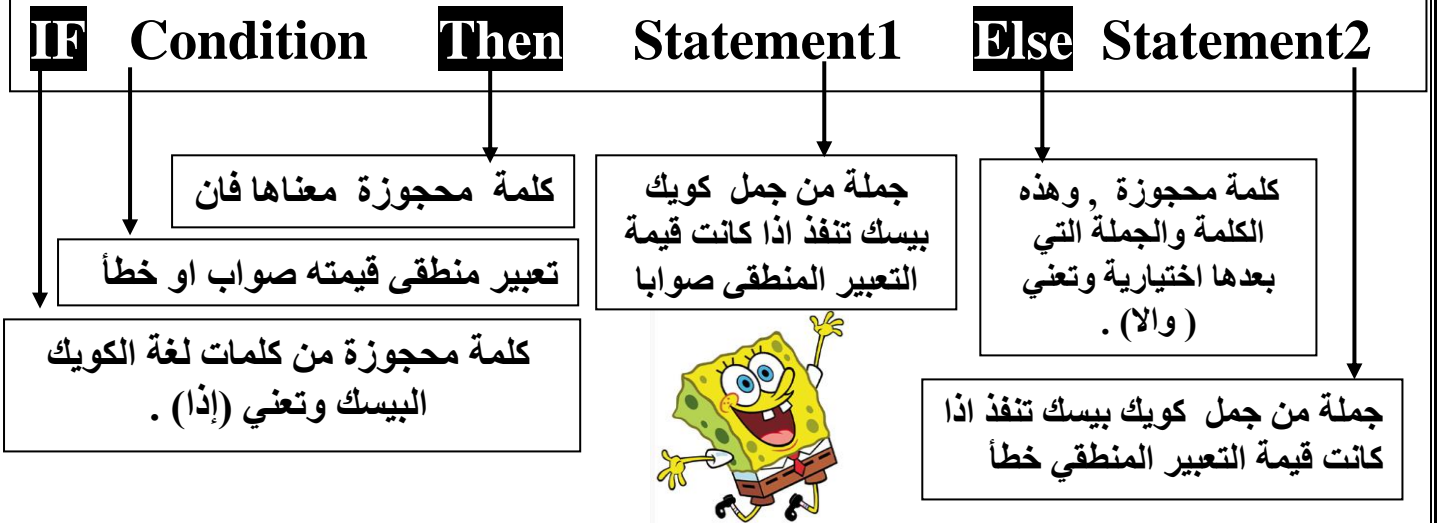 IF Condition Then Statement1 Else Statement2
كلمة محجوزة معناها فان
تعبير منطقى قيمته صواب او خطأ
كلمة محجوزة من كلمات لغة الكويك
البيسك وتعني (إذا) .
جملة من جمل كويك
بيسك تنفذ اذا كانت قيمة
التعبير المنطقى صوابا
كلمة محجوزة , وهذه
الكلمة والجملة التي
بعدها اختيارية وتعني
( والا) .
جملة من جمل كويك بيسك تنفذ اذا
كانت قيمة التعبير المنطقي خطأ